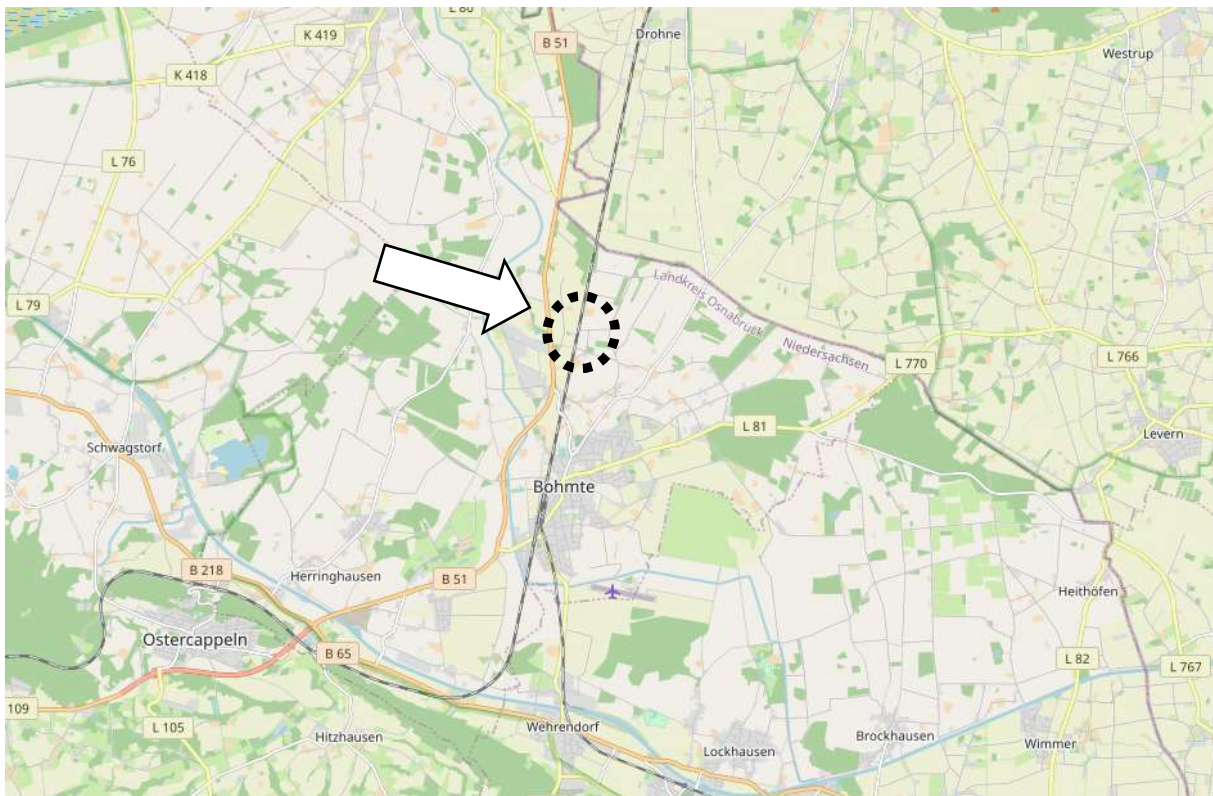 L 80
K 419
B 51
Drohne
Westrup
K 418
L 76
Landkreis Osnabrück
Niedersachsen
L 79
L 770
L 766
L 81
Levern
Schwagstorf
Bohmte
B 218
Herringhausen
B 51
Heithöfen
Ostercappeln
B 65
L 82
L 767
109
L 105
Hitzhausen
Wehrendorf
Lockhausen
Brockhausen
Wimmer